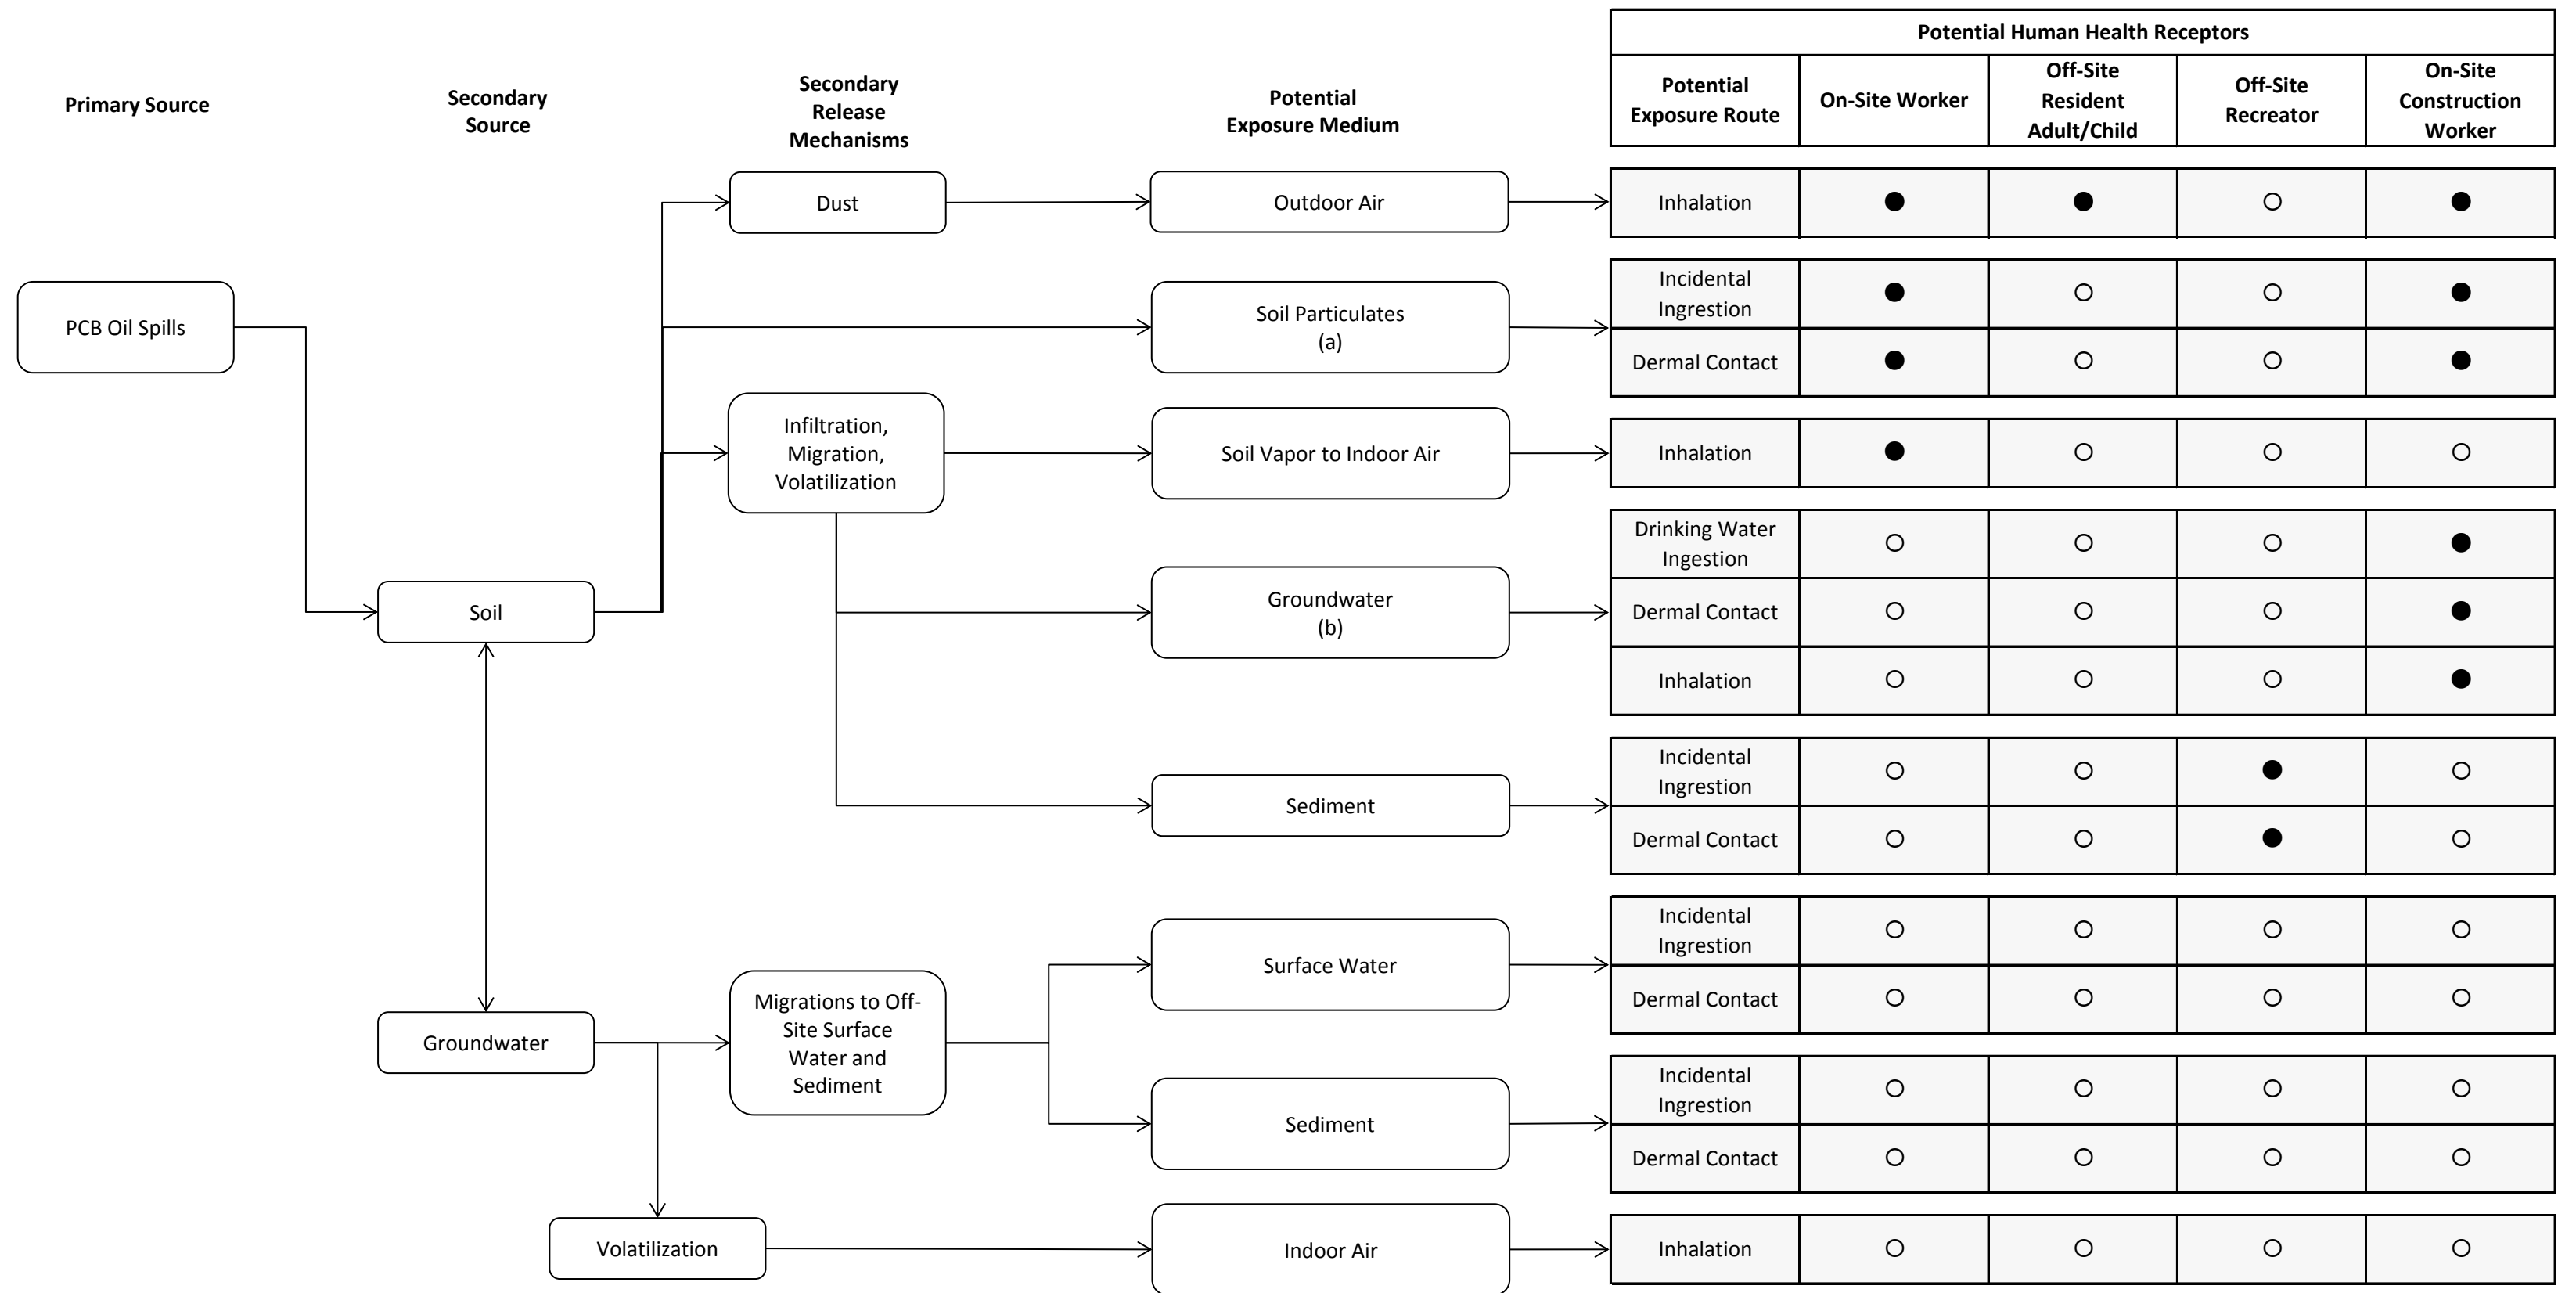 Potential Human Health Receptors
Primary Source
Secondary
Source
Secondary
Release
Mechanisms
Potential
Exposure Medium
Potential
Exposure Route
On-Site Worker
Off-Site
Resident
Adult/Child
Off-Site
Recreator
On-Site
Construction
Worker
Dust
Outdoor Air
Inhalation
PCB Oil Spills
Soil Particulates
(a)
Incidental
Ingrestion
Dermal Contact
Infiltration,
Migration,
Volatilization
Soil Vapor to Indoor Air
Inhalation
Soil
Groundwater
(b)
Drinking Water
Ingestion
Dermal Contact
Inhalation
Sediment
Incidental
Ingrestion
Dermal Contact
Groundwater
Migrations to Off-
Site Surface
Water and
Sediment
Surface Water
Incidental
Ingrestion
Dermal Contact
Sediment
Incidental
Ingrestion
Dermal Contact
Volatilization
Indoor Air
Inhalation